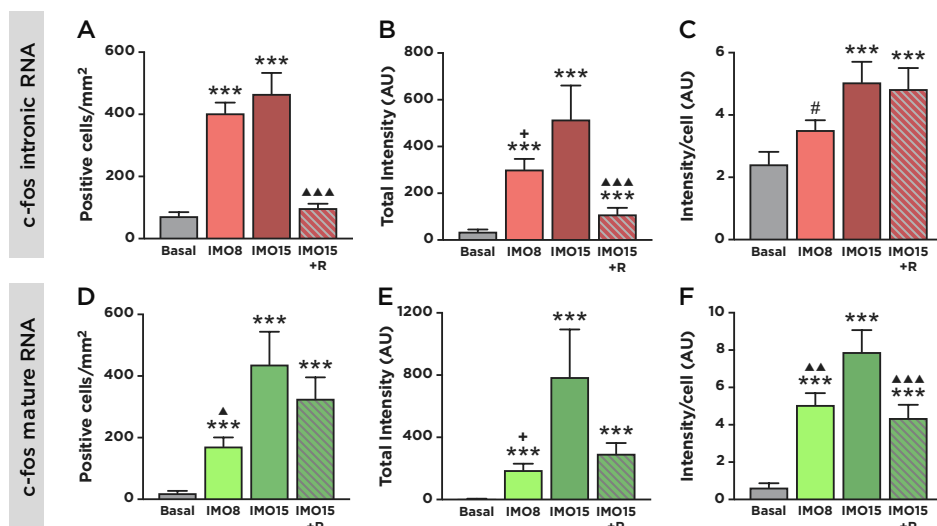 c-fos intronic RNA
A
Positive cells/mm²
600
400
200
0
***
***
▲▲▲
Basal
IMO8
IMO15
IMO15
+R
B
Total Intensity (AU)
800
600
400
200
0
+
***
***
▲▲▲
***
Basal
IMO8
IMO15
IMO15
+R
C
Intensity/cell (AU)
6
4
2
0
#
***
***
Basal
IMO8
IMO15
IMO15
+R
c-fos mature RNA
D
Positive cells/mm²
600
400
200
0
▲
***
***
***
Basal
IMO8
IMO15
IMO15
+R
E
Total Intensity (AU)
1200
800
400
0
+
***
***
***
Basal
IMO8
IMO15
IMO15
+R
F
Intensity/cell (AU)
10
8
6
4
2
0
▲▲
***
***
▲▲▲
***
Basal
IMO8
IMO15
IMO15
+R